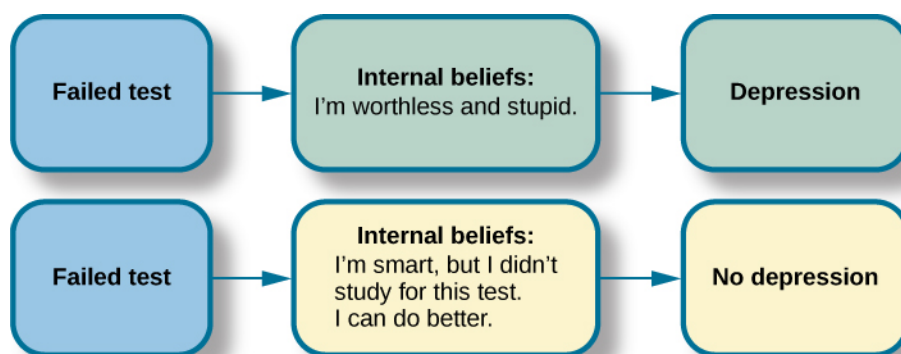 Failed test
Internal beliefs:
I'm worthless and stupid.
Depression
Failed test
Internal beliefs:
I'm smart, but I didn't
study for this test.
I can do better.
No depression